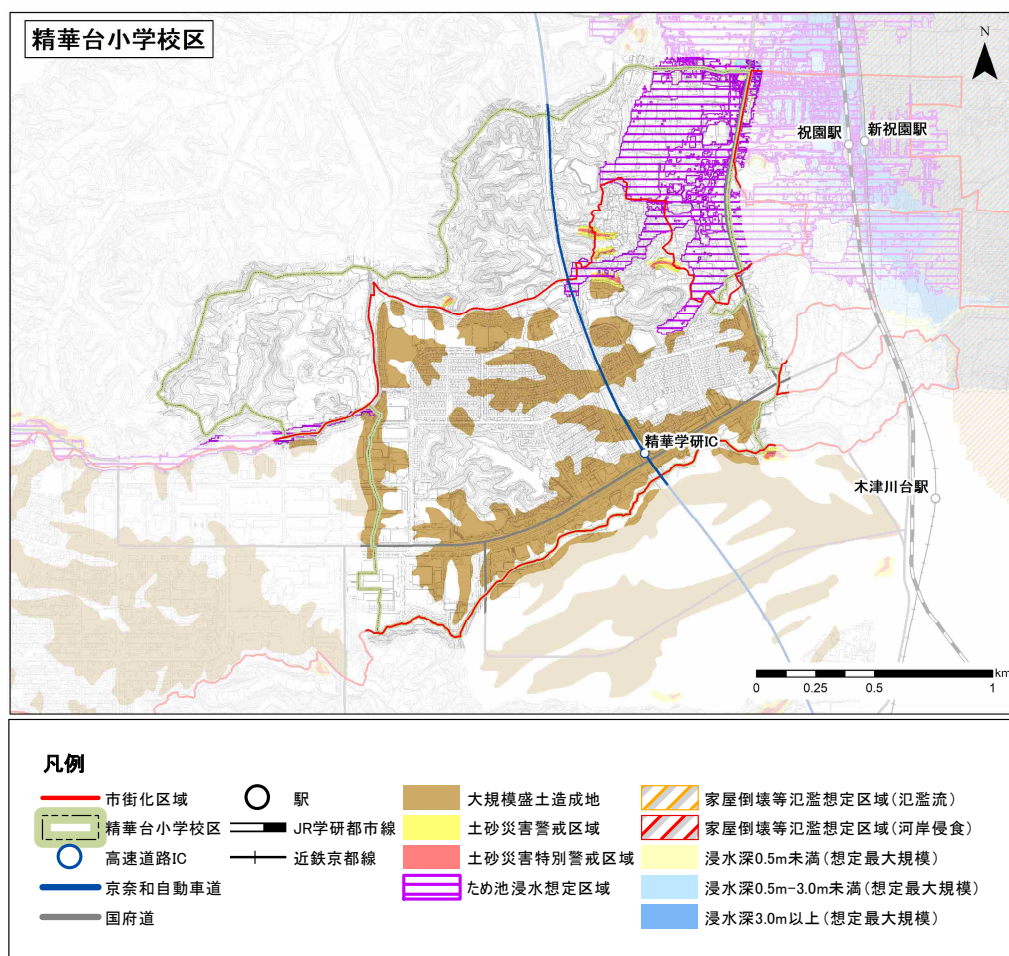 精華台小学校区
N
祝園駅
新祝園駅
精華学研IC
木津川台駅
km
0
0.25
0.5
1
凡例
市街化区域
精華台小学校区
高速道路IC
京奈和自動車道
国府道
駅
JR学研都市線
近鉄京都線
大規模盛土造成地
土砂災害警戒区域
土砂災害特別警戒区域
ため池浸水想定区域
家屋倒壊等氾濫想定区域(氾濫流)
家屋倒壊等氾濫想定区域(河岸侵食)
浸水深0.5m未満(想定最大規模)
浸水深0.5m-3.0m未満(想定最大規模)
浸水深3.0m以上(想定最大規模)